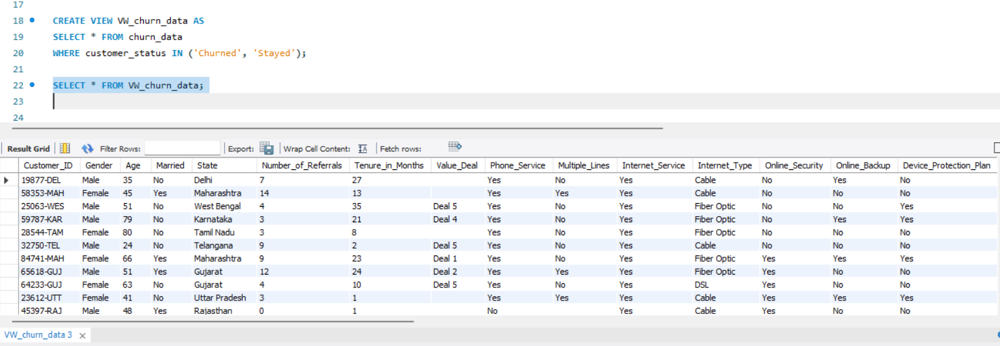 17
18 CREATE VIEW VW_churn_data AS
19 SELECT * FROM churn_data
20 WHERE customer_status IN ('Churned', 'Stayed');
21
22 SELECT * FROM VW_churn_data;
23
24
Result Grid Filter Rows: Export: Wrap Cell Content: IA Fetch rows:
Customer_ID Gender Age Married State Number_of_Referrals Tenure_in_Months Value_Deal Phone_Service Multiple_Lines Internet_Service Internet_Type Online_Security Online_Backup Device_Protection_Plan
19877-DEL Male 35 No Delhi 7 27 Yes No Yes Cable No Yes No
58353-MAH Female 45 Yes Maharashtra 14 13 Yes Yes Yes Cable No No No
25063-WES Male 51 No West Bengal 4 35 Deal 5 Yes No Yes Fiber Optic No No Yes
59787-KAR Male 79 No Karnataka 3 21 Deal 4 Yes No Yes Fiber Optic No Yes Yes
28544-TAM Female 80 No Tamil Nadu 3 8 Yes No Yes Fiber Optic No No No
32750-TEL Male 24 No Telangana 9 2 Deal 5 Yes No Yes Cable No No No
84741-MAH Female 66 Yes Maharashtra 9 23 Deal 1 Yes No Yes Fiber Optic Yes Yes Yes
65618-GUJ Male 51 Yes Gujarat 12 24 Deal 2 Yes Yes Yes Fiber Optic Yes No No
64233-GUJ Female 63 No Gujarat 4 10 Deal 5 Yes No Yes DSL Yes No No
23612-UTT Female 41 No Uttar Pradesh 3 1 Yes Yes Yes Cable Yes Yes Yes
45397-RAJ Male 48 Yes Rajasthan 0 1 No Yes Cable Yes No No
VW_churn_data 3